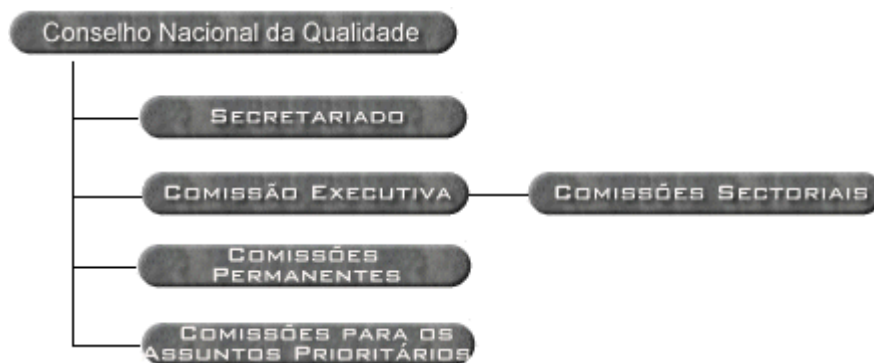 Conselho Nacional da Qualidade
SECRETARIADO
COMISSÃO EXECUTIVA
COMISSÕES SECTORIAIS
COMISSÕES
PERMANENTES
COMISSÕES PARA OS
ASSUNTOS PRIORITÁRIOS